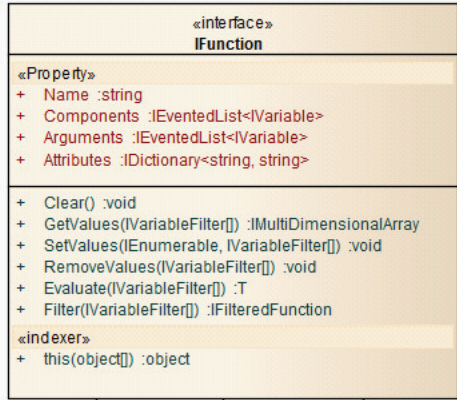 «interface»
IFunction
«Property»
+ Name :string
+ Components :IEventedList<IVariable>
+ Arguments :IEventedList<IVariable>
+ Attributes :IDictionary<string, string>
+ Clear() :void
+ GetValues(IVariableFilter[]) :IMultiDimensionalArray
+ SetValues(IEnumerable, IVariableFilter[]) :void
+ RemoveValues(IVariableFilter[]) :void
+ Evaluate(IVariableFilter[]) :T
+ Filter(IVariableFilter[]) :IFilteredFunction
«indexer»
+ this(object[]) :object